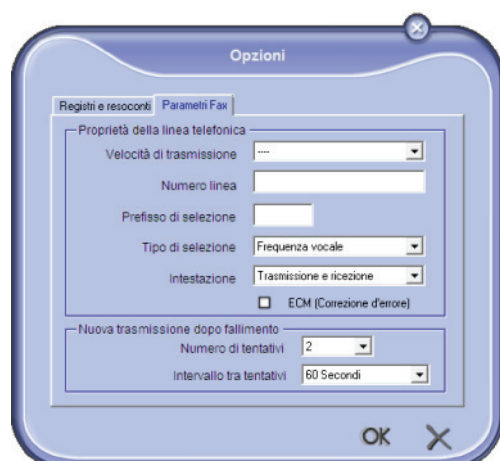 Opzioni
Registri e resoconti Parametri Fax
Proprietà della linea telefonica
Velocità di trasmissione ----
Numero linea
Prefisso di selezione
Tipo di selezione Frequenza vocale
Intestazione Trasmissione e ricezione
ECM (Correzione d'errore)
Nuova trasmissione dopo fallimento
Numero di tentativi 2
Intervallo tra tentativi 60 Secondi
OK